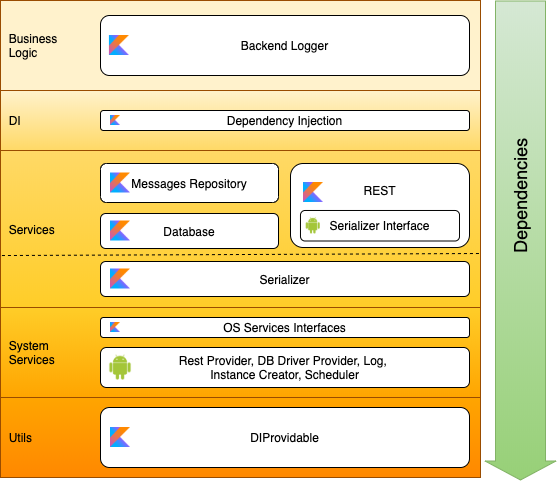 Business
Logic
Backend Logger
DI
Dependency Injection
Services
Messages Repository
REST
Serializer Interface
Database
Serializer
System
Services
OS Services Interfaces
Rest Provider, DB Driver Provider, Log,
Instance Creator, Scheduler
Utils
DIProvidable
Dependencies